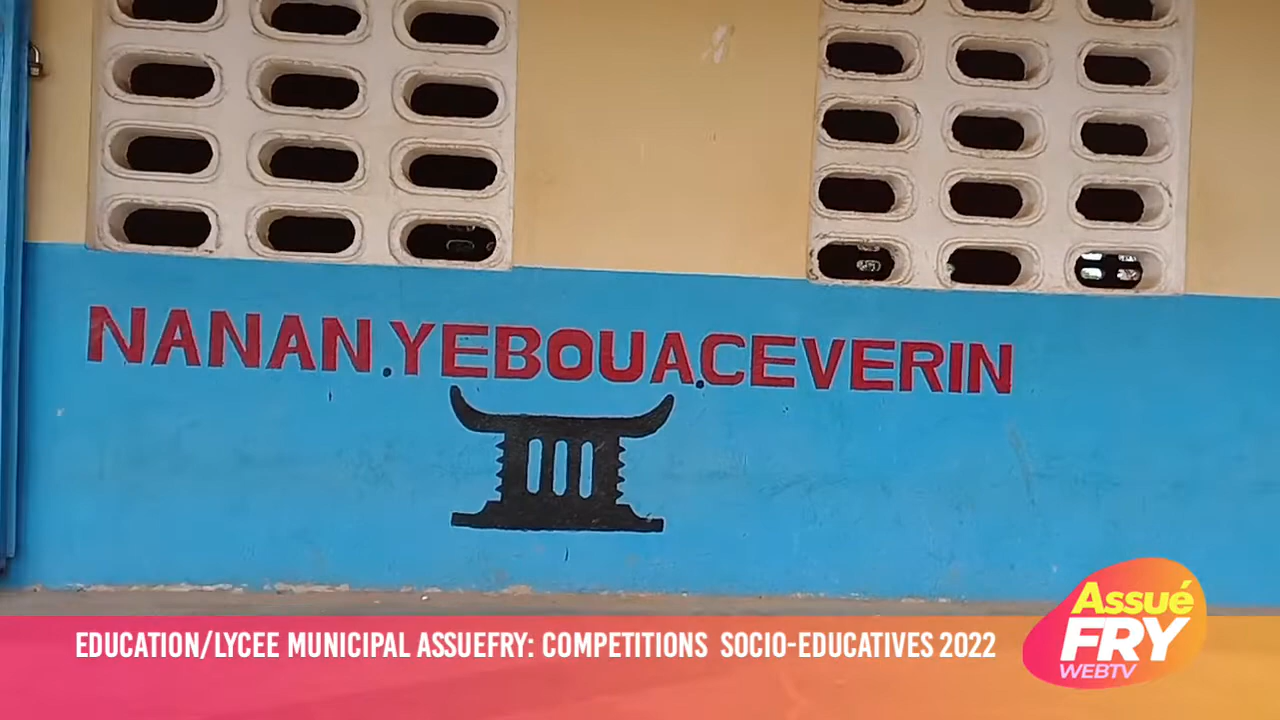 NANAN.YEBOUA.CEVERIN
EDUCATION/LYCEE MUNICIPAL ASSUEFRY: COMPETITIONS SOCIO-EDUCATIVES 2022
Assué
FRY
WEBTV